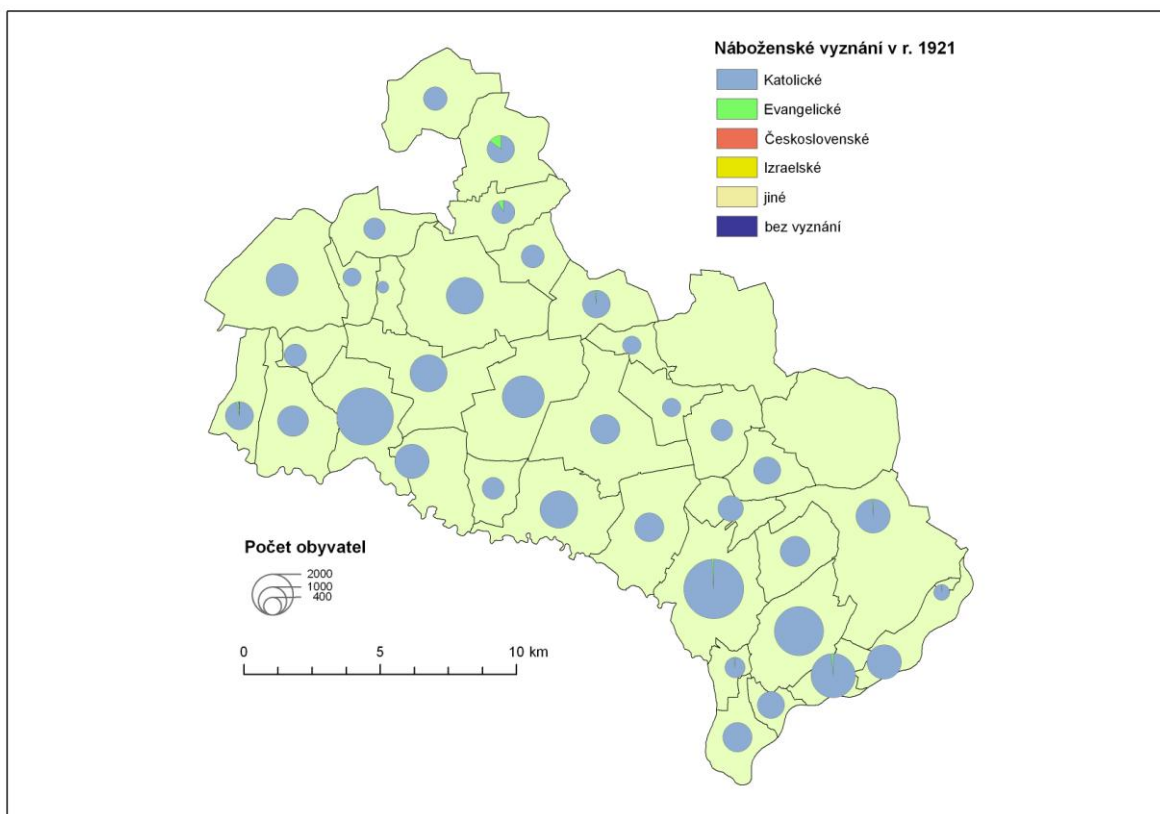 Náboženské vyznání v r. 1921
Katolické
Evangelické
Československé
Izraelské
jiné
bez vyznání
Počet obyvatel
2000
1000
400
0 5 10 km